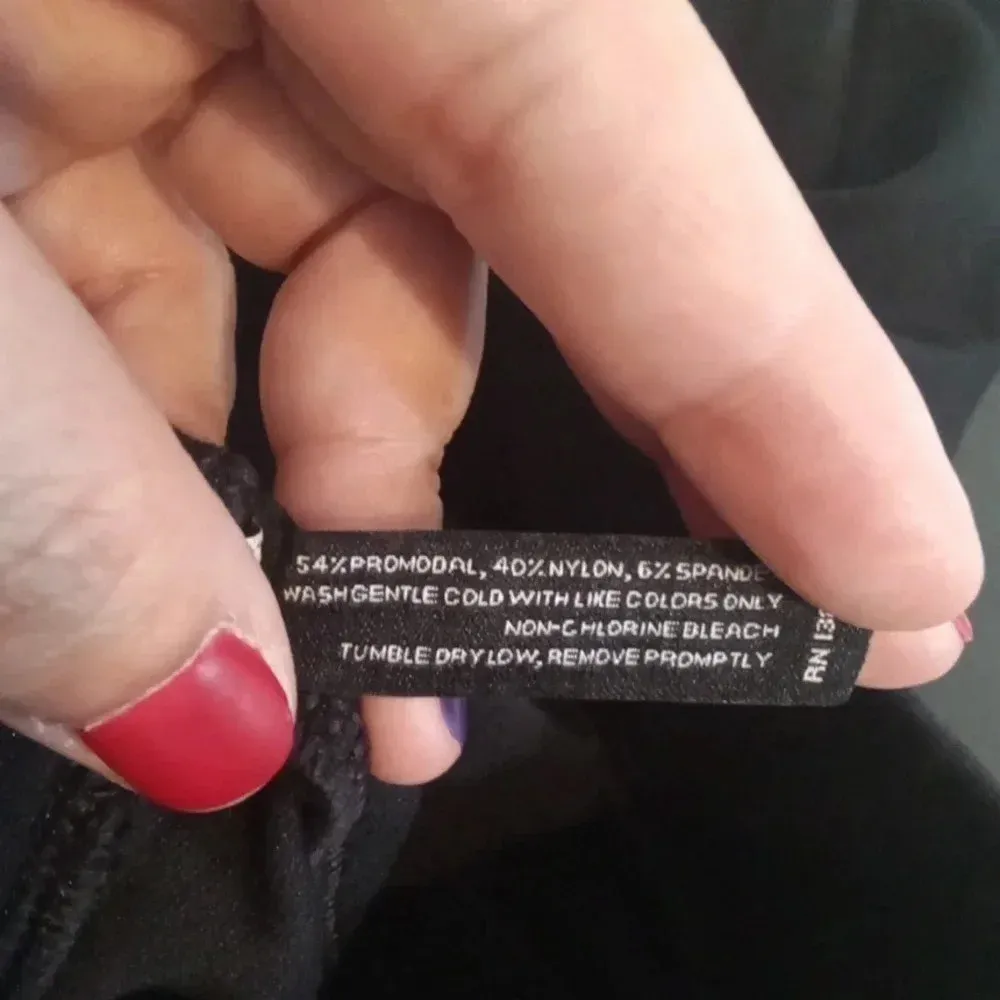 54% PROMODAL, 40% NYLON, 6% SPANDE
WASH GENTLE COLD WITH LIKE COLORS ONLY
NON-CHLORINE BLEACH
TUMBLE DRY LOW, REMOVE PROMPTLY
RN